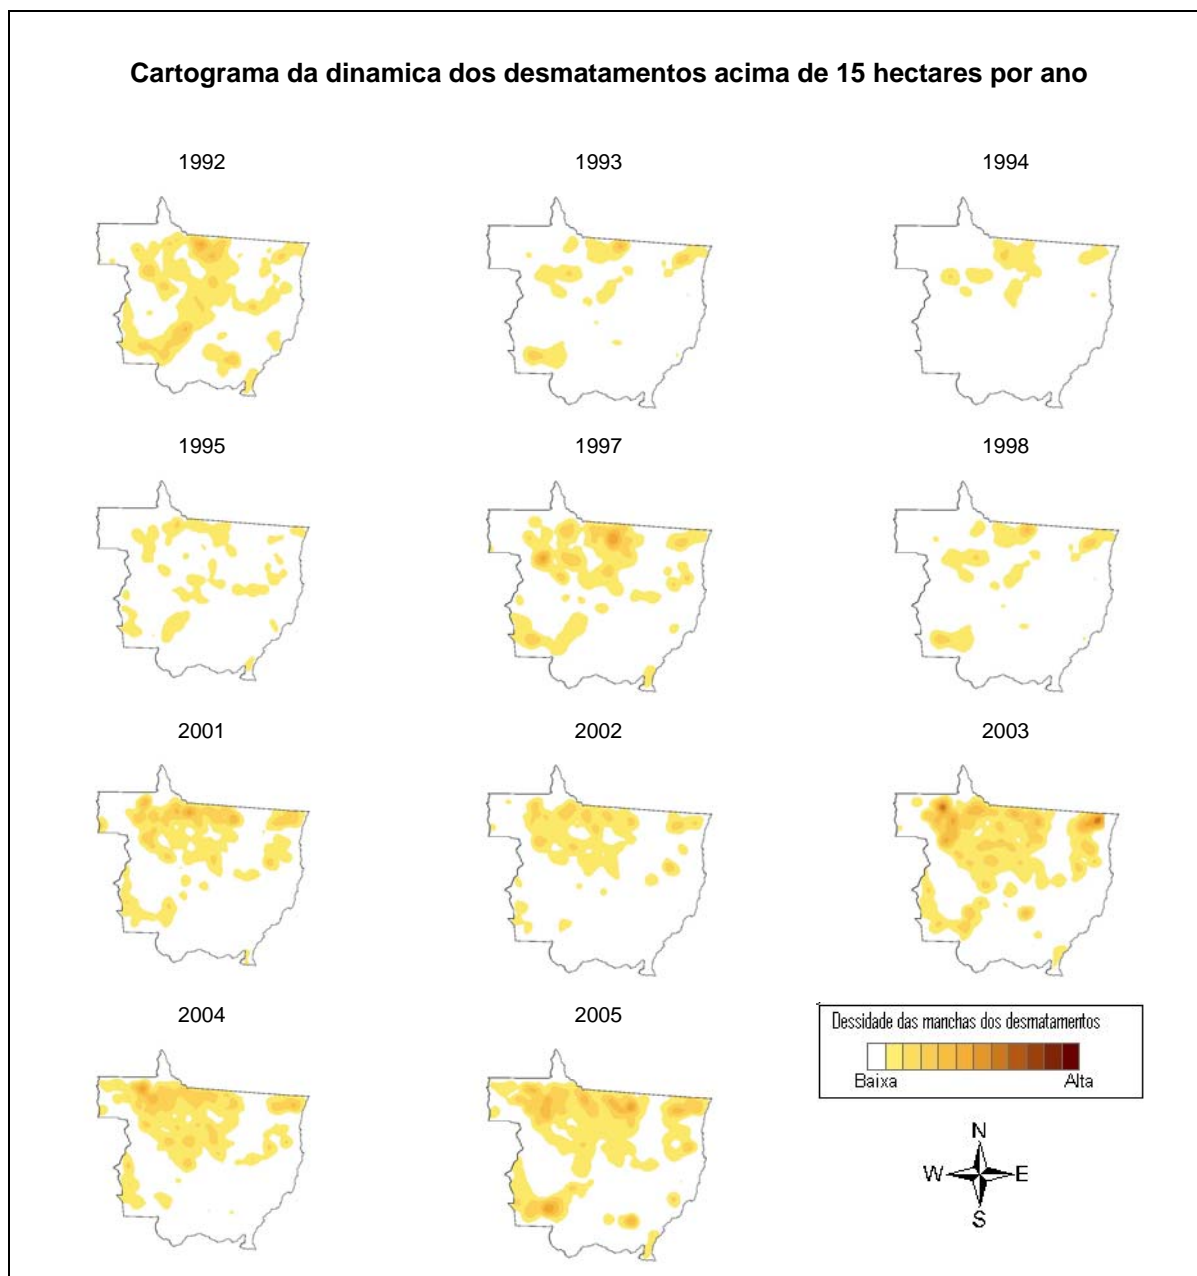 Cartograma da dinamica dos desmatamentos acima de 15 hectares por ano
1992
1993
1994
1995
1997
1998
2001
2002
2003
2004
2005
Dessidade das manchas dos desmatamentos
Baixa
Alta
N
W
E
S